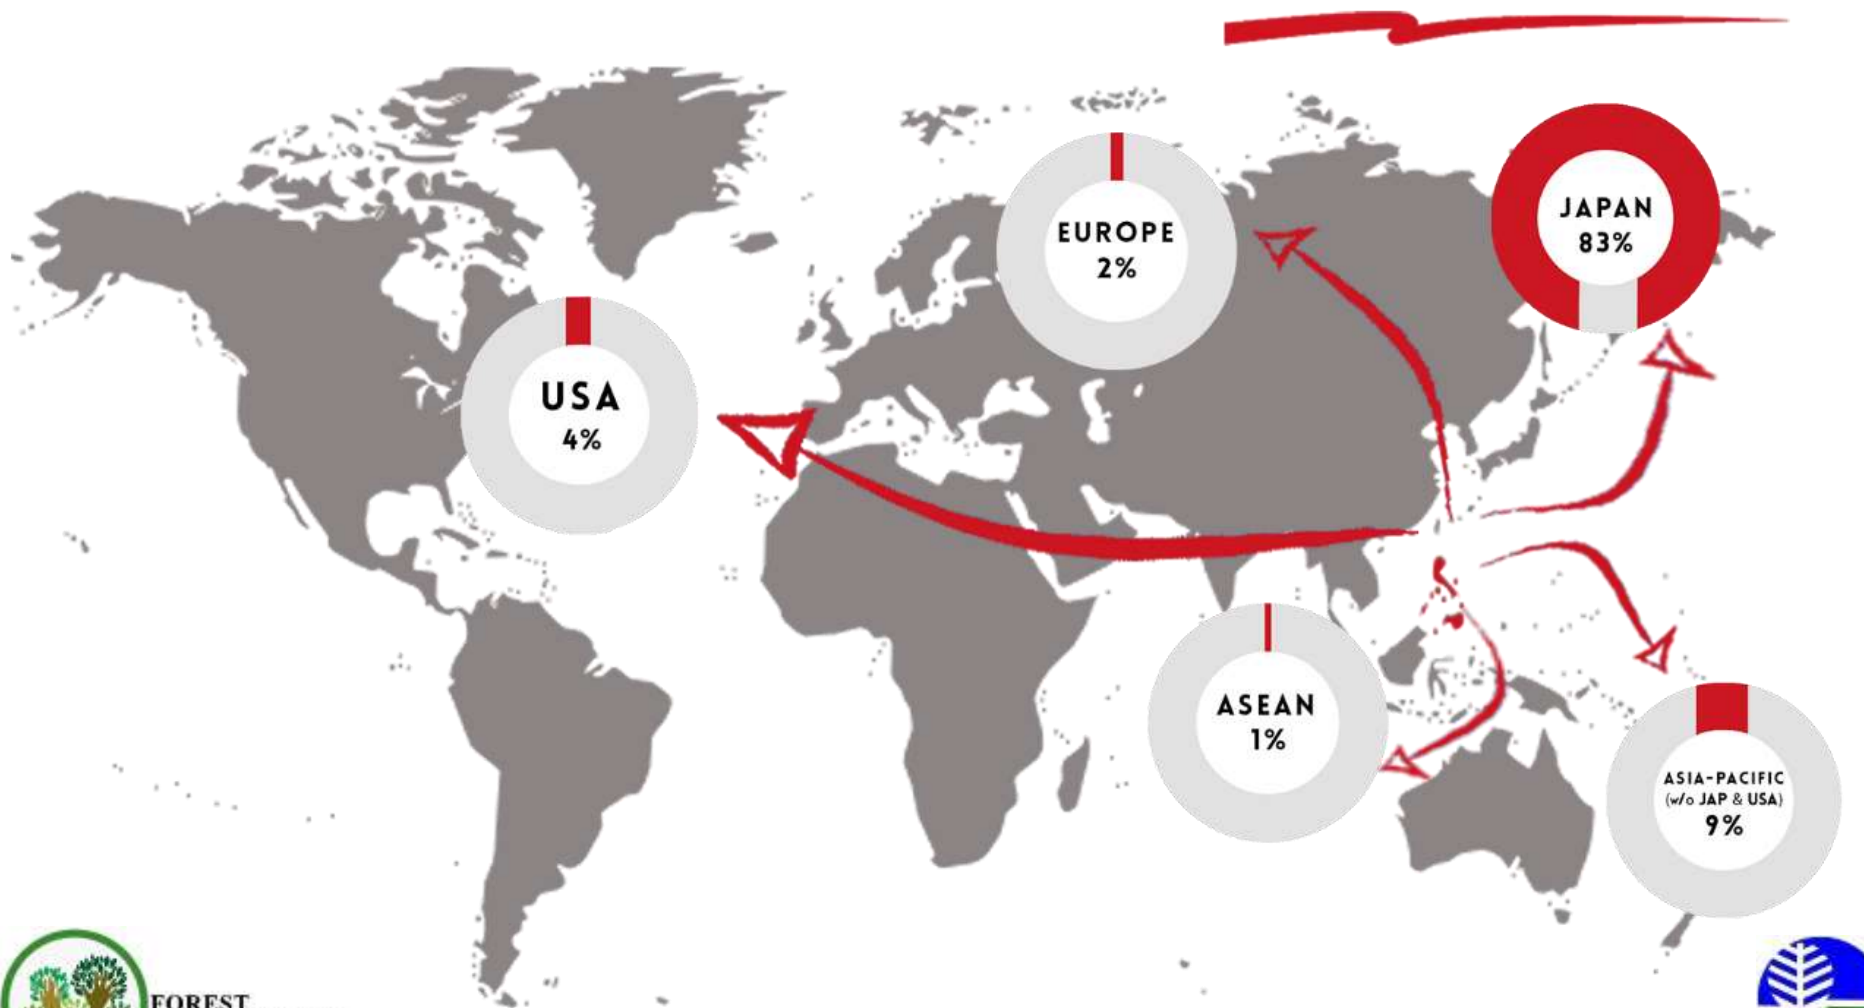 EUROPE
2%
JAPAN
83%
USA
4%
ASEAN
1%
ASIA-PACIFIC
(w/o JAP & USA)
9%
FOREST